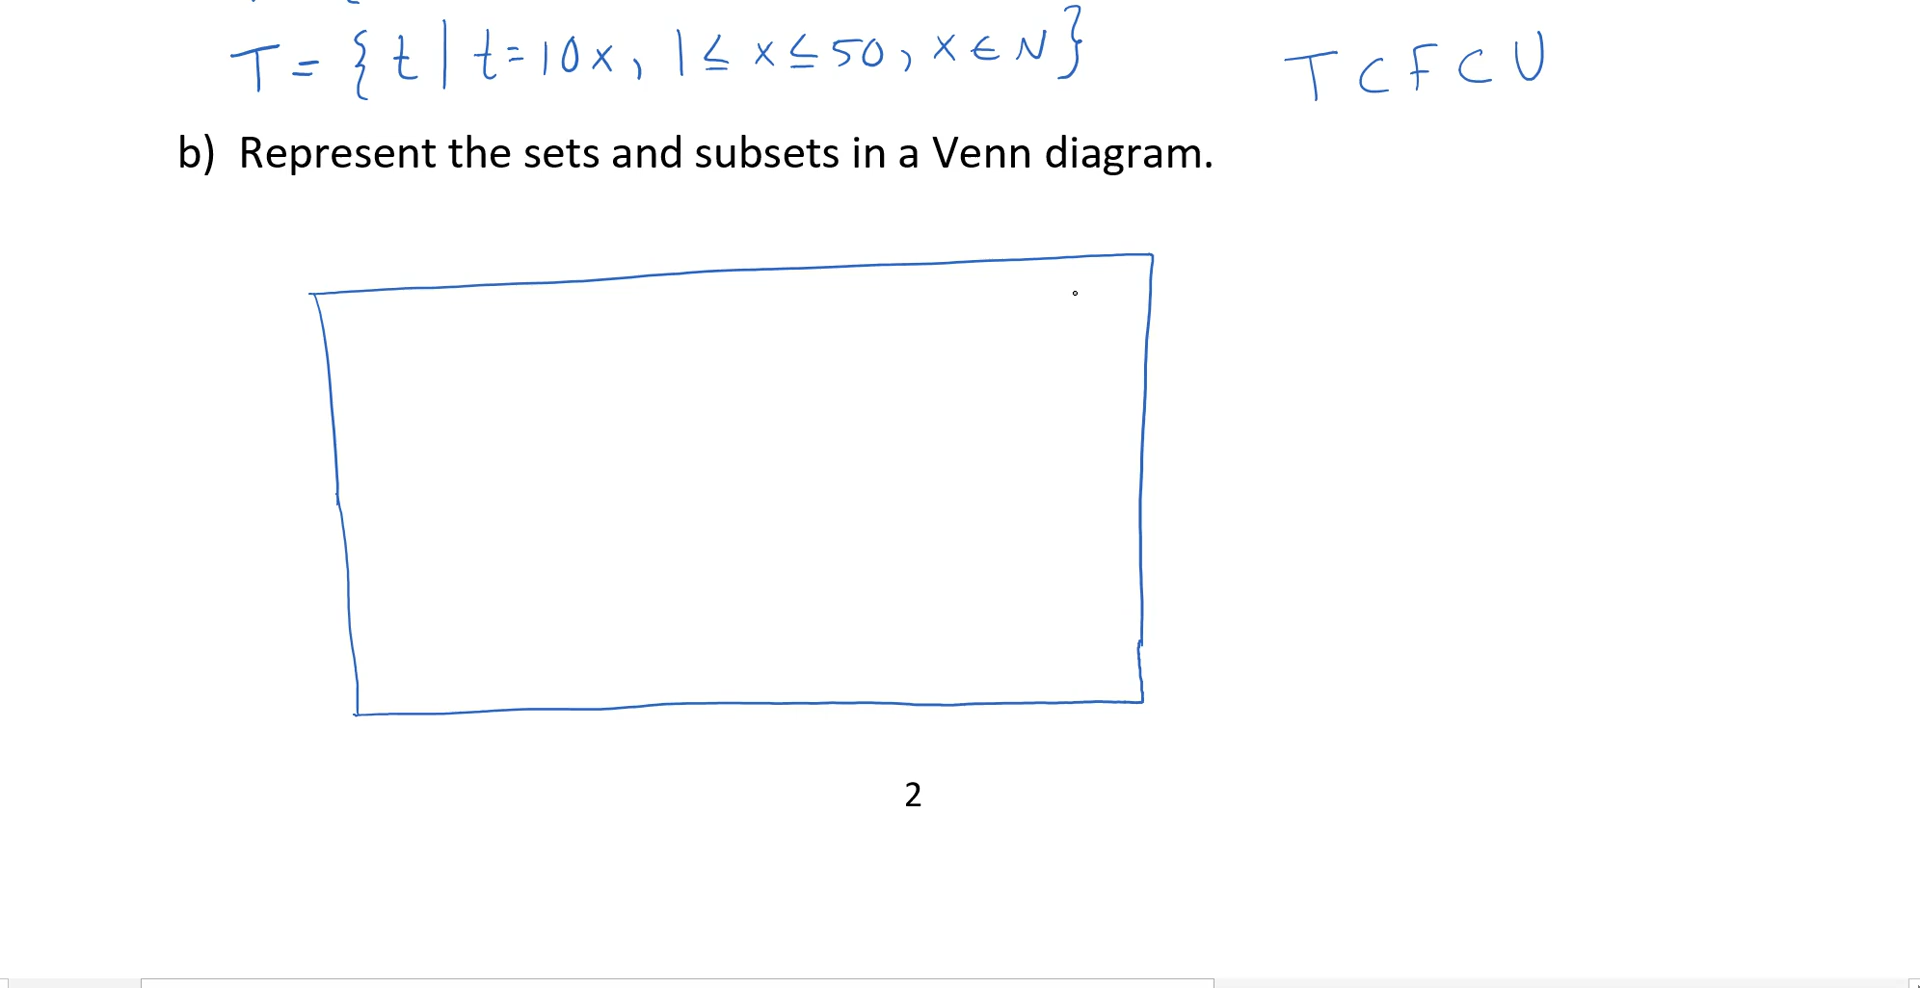 T = { t | t = 10x, 1 ≤ x ≤ 50, x ∈ N } T ⊂ F ⊂ U
b) Represent the sets and subsets in a Venn diagram.
2